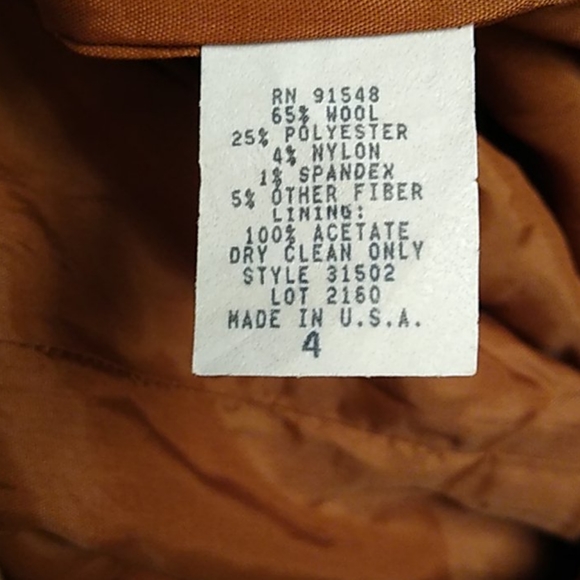 RN 91548
65% WOOL
25% POLYESTER
4% NYLON
1% SPANDEX
5% OTHER FIBER
LINING:
100% ACETATE
DRY CLEAN ONLY
STYLE 31502
LOT 2160
MADE IN U.S.A.
4